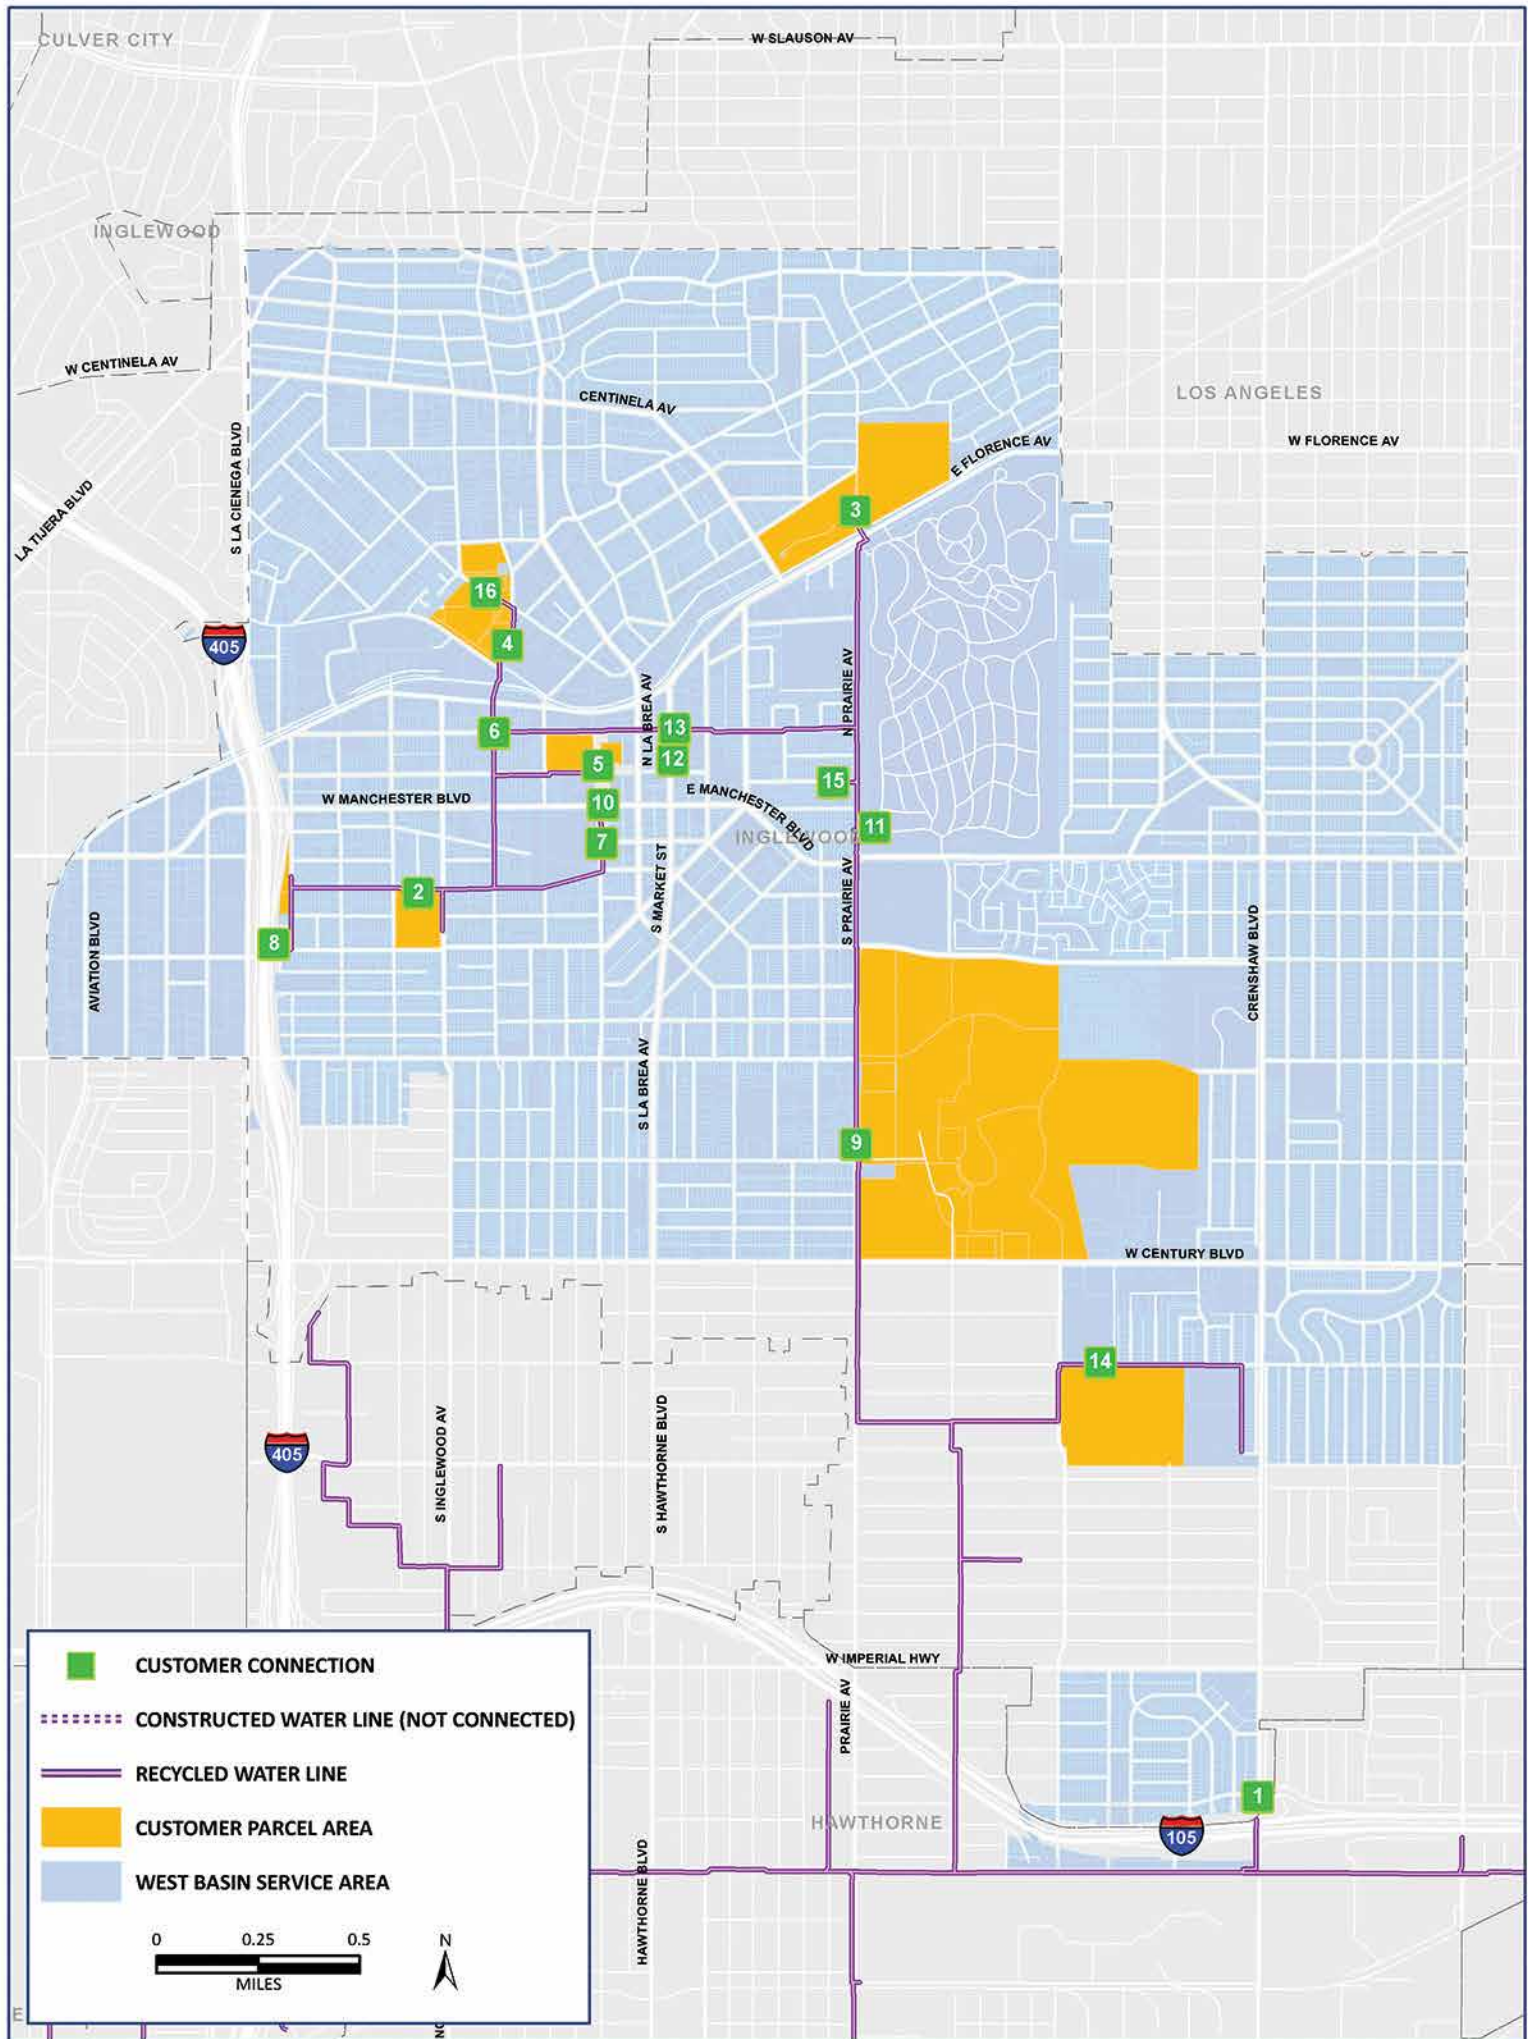 CULVER CITY
W SLAUSON AV
INGLEWOOD
W CENTINELA AV
CENTINELA AV
LOS ANGELES
S LA CIENEGA BLVD
LA TIJERA BLVD
E FLORENCE AV
W FLORENCE AV
3
16
4
405
N LA BREA AV
N PRAIRIE AV
6
13
12
5
15
W MANCHESTER BLVD
10
E MANCHESTER BLVD
11
INGLEWOOD
7
2
8
AVIATION BLVD
S MARKET ST
S PRAIRIE AV
CRENSHAW BLVD
S LA BREA AV
9
W CENTURY BLVD
14
405
S INGLEWOOD AV
S HAWTHORNE BLVD
W IMPERIAL HWY
PRAIRIE AV
1
HAWTHORNE
105
HAWTHORNE BLVD
CUSTOMER CONNECTION
CONSTRUCTED WATER LINE (NOT CONNECTED)
RECYCLED WATER LINE
CUSTOMER PARCEL AREA
WEST BASIN SERVICE AREA
0 0.25 0.5
MILES
N
E